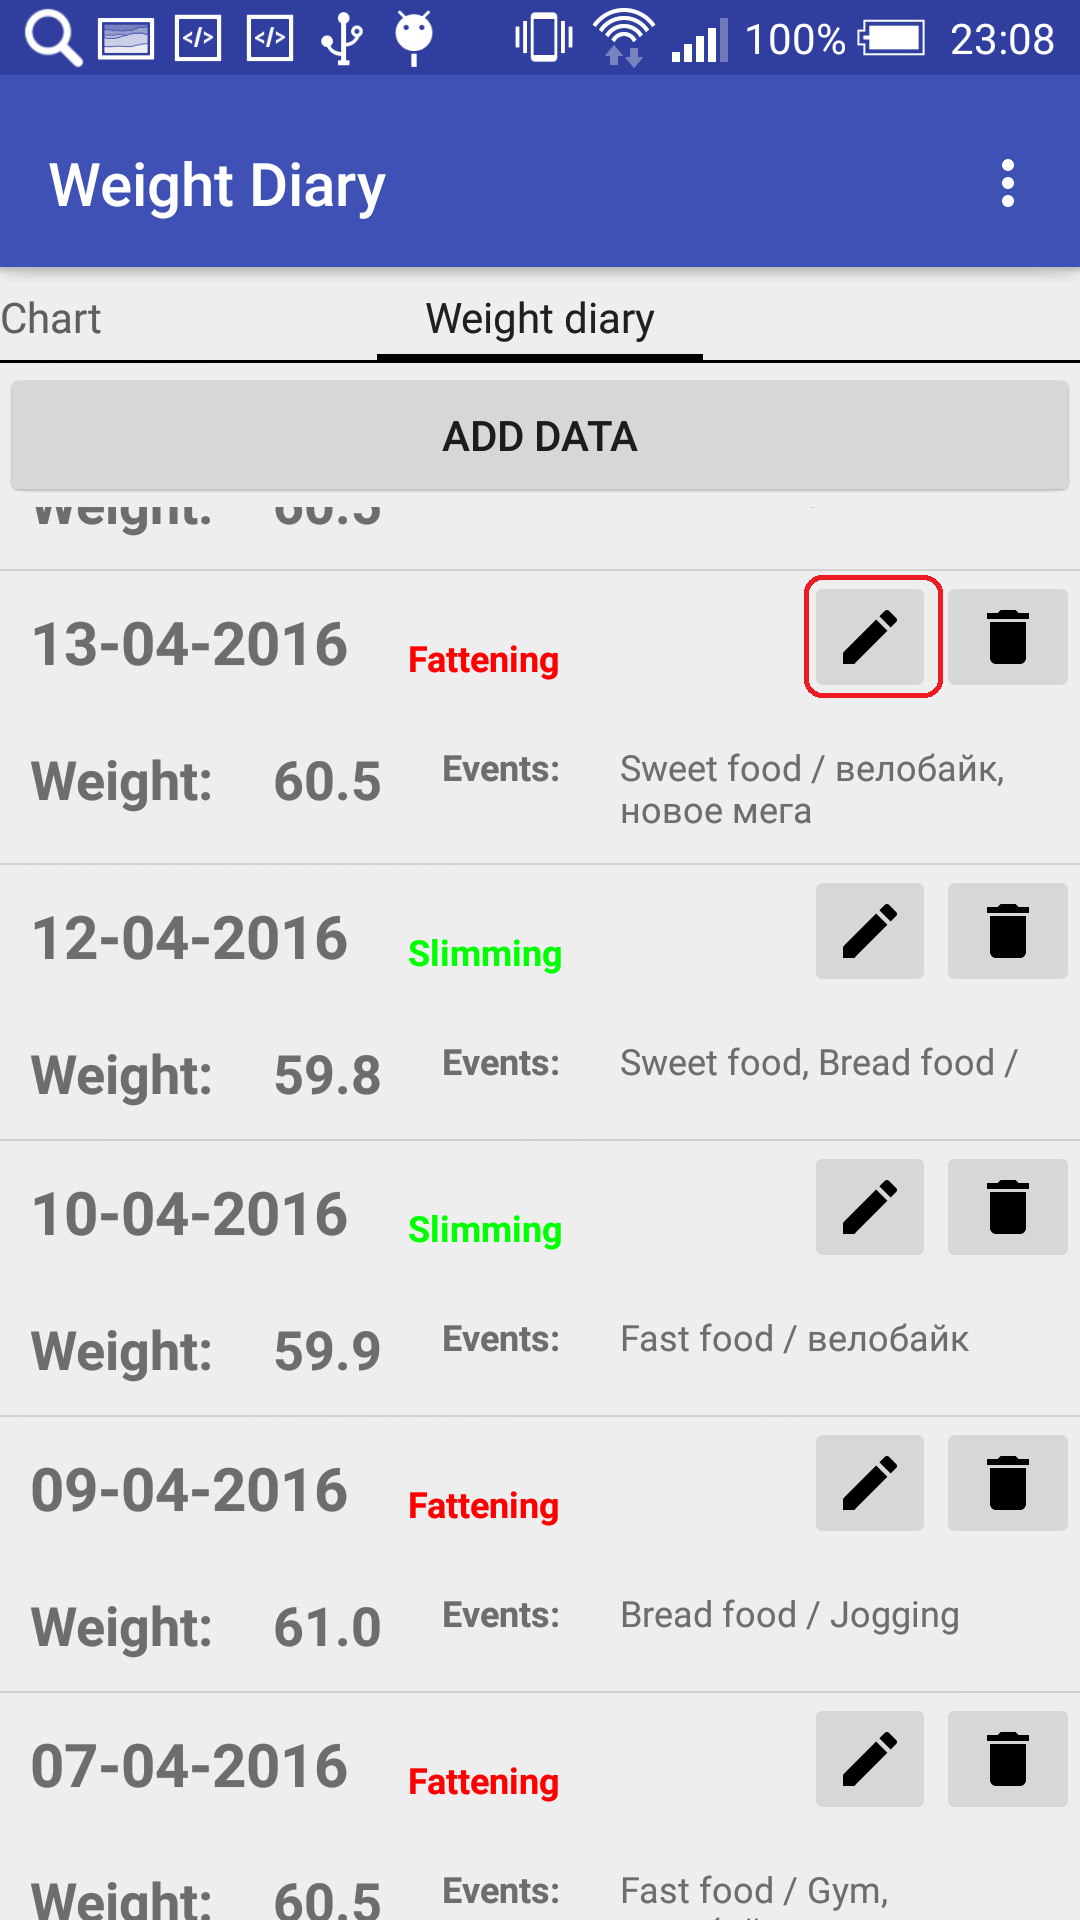 100% 23:08
Weight Diary
Chart Weight diary
ADD DATA
Weight: 60.5
13-04-2016 Fattening
Weight: 60.5 Events: Sweet food / велобайк,
новое мега
12-04-2016 Slimming
Weight: 59.8 Events: Sweet food, Bread food /
10-04-2016 Slimming
Weight: 59.9 Events: Fast food / велобайк
09-04-2016 Fattening
Weight: 61.0 Events: Bread food / Jogging
07-04-2016 Fattening
Weight: 60.5 Events: Fast food / Gym,